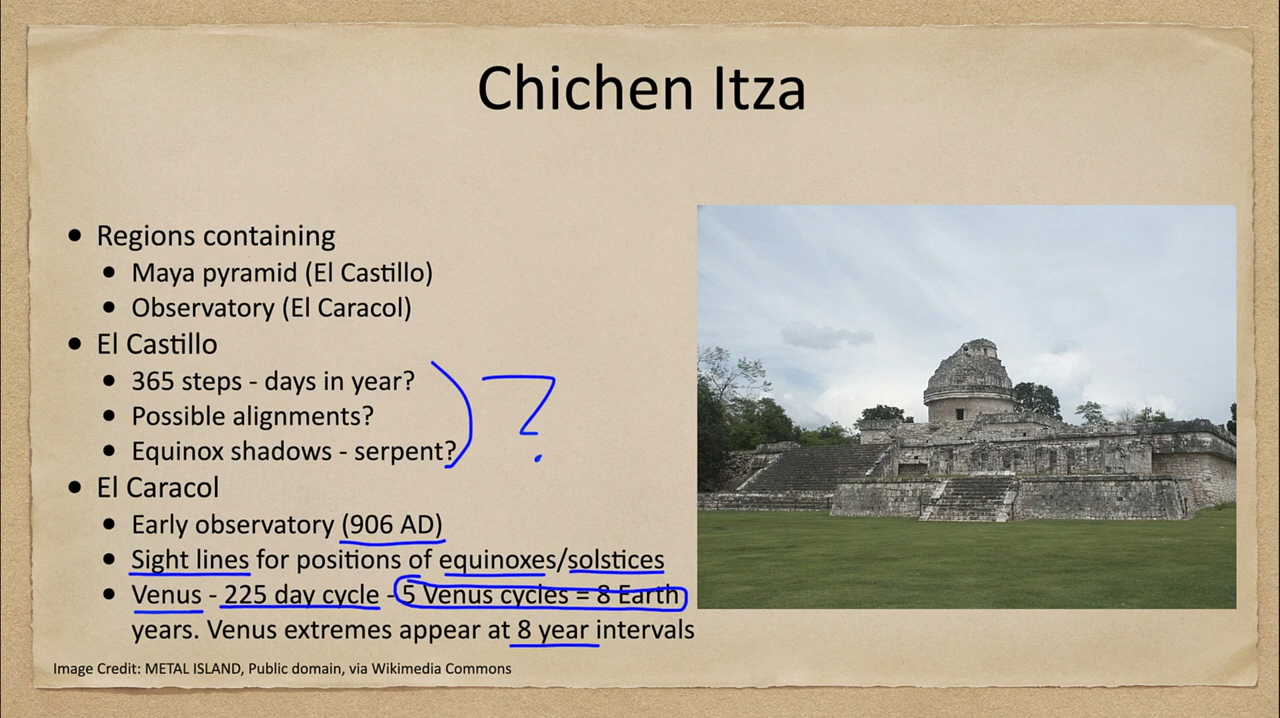 Chichen Itza
• Regions containing
• Maya pyramid (El Castillo)
• Observatory (El Caracol)
• El Castillo
• 365 steps - days in year?
• Possible alignments?
• Equinox shadows - serpent?
?
• El Caracol
• Early observatory (906 AD)
• Sight lines for positions of equinoxes/solstices
• Venus - 225 day cycle - 5 Venus cycles = 8 Earth
years. Venus extremes appear at 8 year intervals
Image Credit: METAL ISLAND, Public domain, via Wikimedia Commons